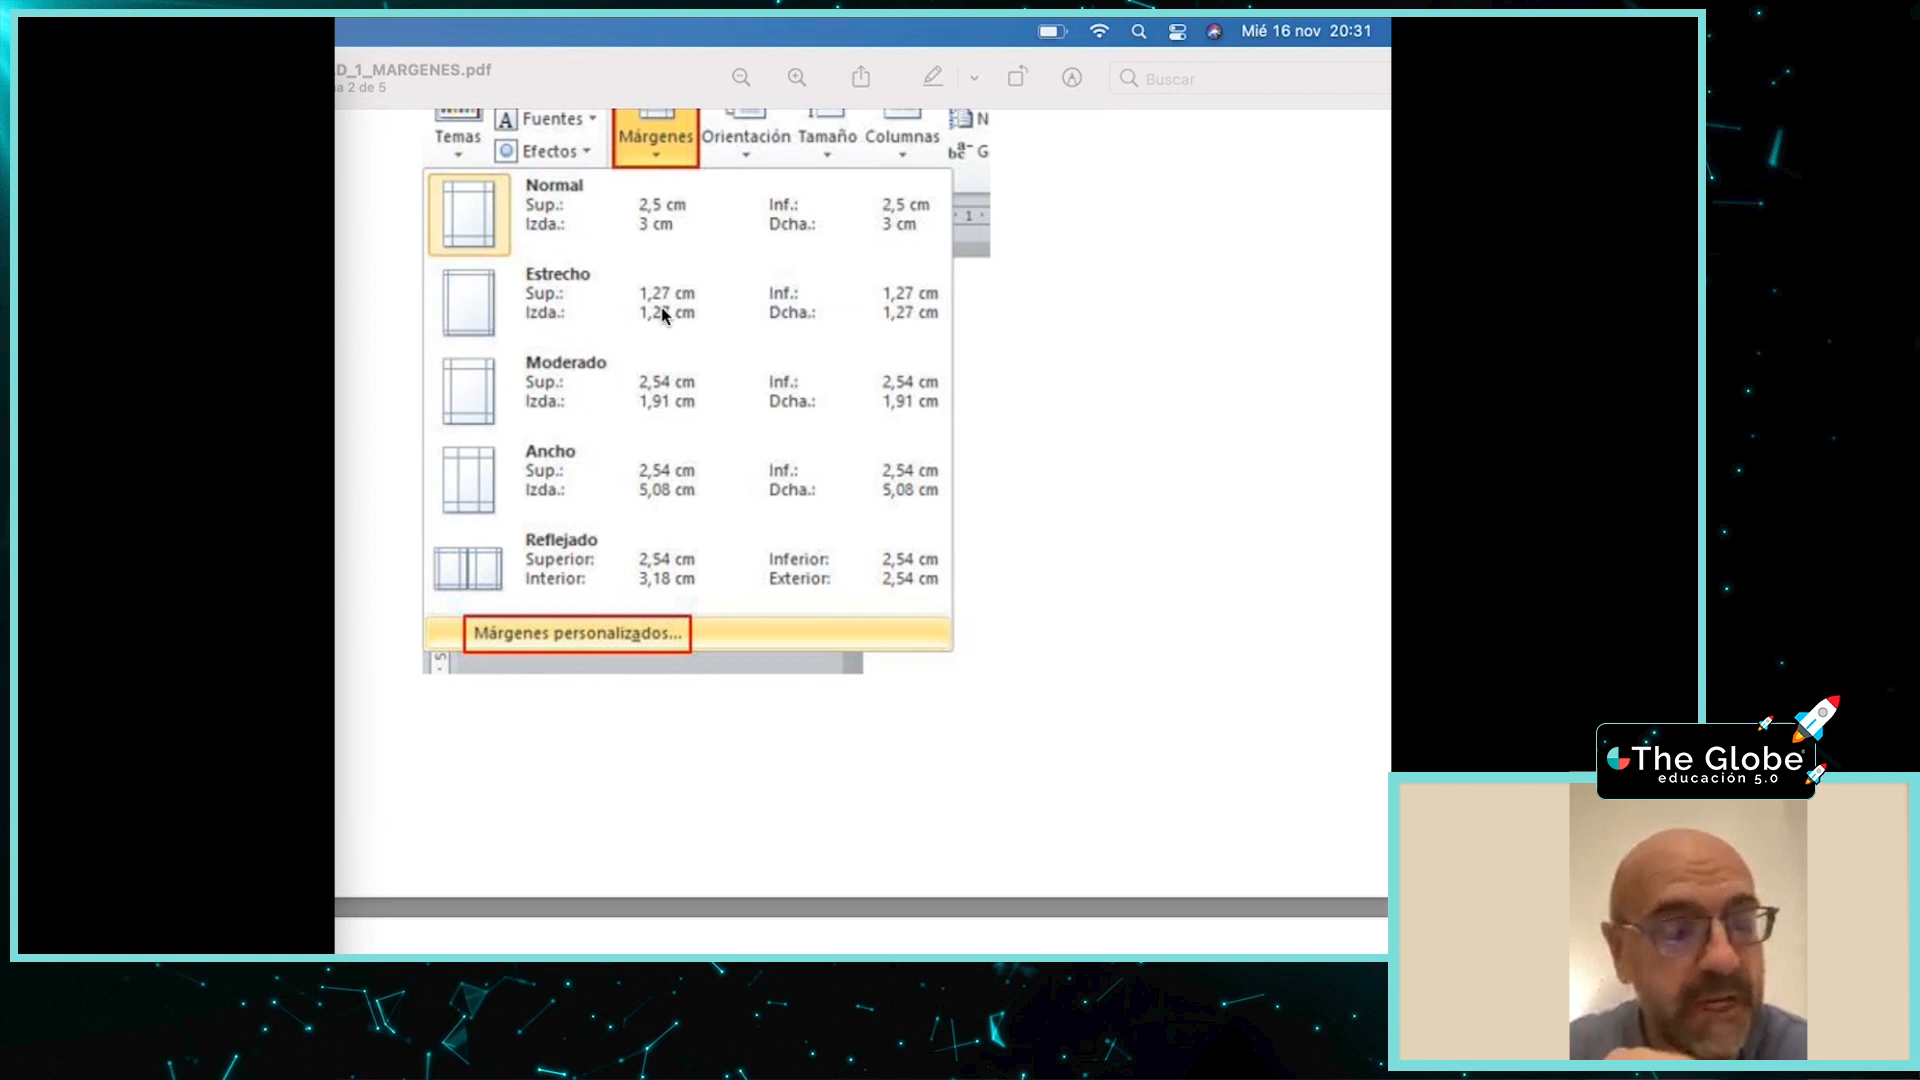 Mié 16 nov 20:31
D_1_MARGENES.pdf
a 2 de 5
Buscar
Temas
A Fuentes
Efectos
Márgenes
Orientación
Tamaño
Columnas
N
G
Normal
Sup.: 2,5 cm Inf.: 2,5 cm
Izda.: 3 cm Dcha.: 3 cm
1
Estrecho
Sup.: 1,27 cm Inf.: 1,27 cm
Izda.: 1,27 cm Dcha.: 1,27 cm
Moderado
Sup.: 2,54 cm Inf.: 2,54 cm
Izda.: 1,91 cm Dcha.: 1,91 cm
Ancho
Sup.: 2,54 cm Inf.: 2,54 cm
Izda.: 5,08 cm Dcha.: 5,08 cm
Reflejado
Superior: 2,54 cm Inferior: 2,54 cm
Interior: 3,18 cm Exterior: 2,54 cm
Márgenes personalizados...
5
The Globe
educación 5.0